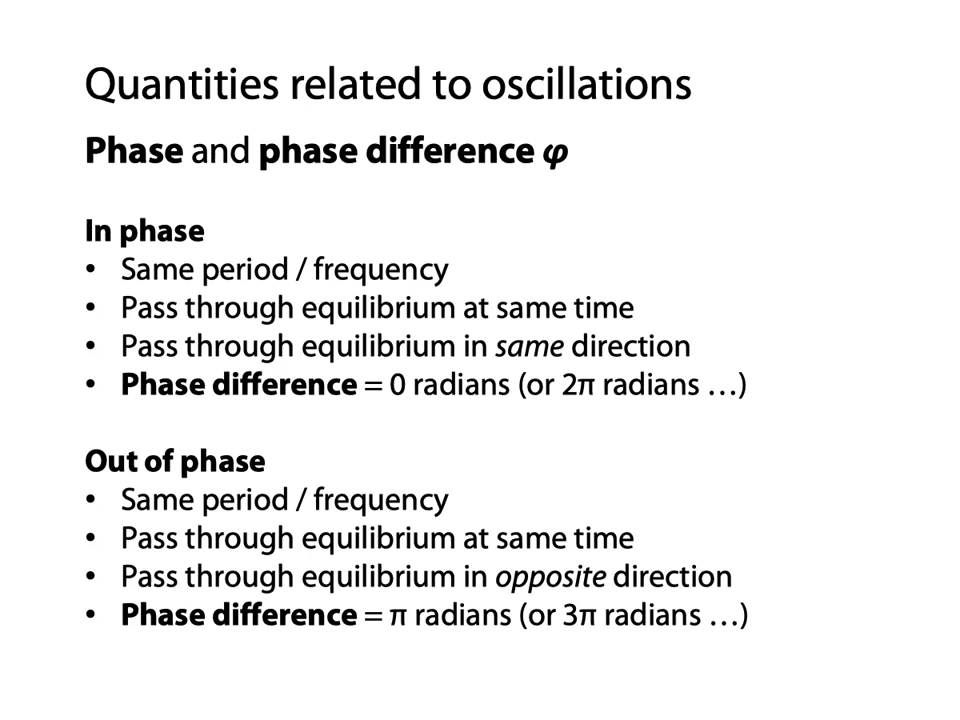 Quantities related to oscillations
Phase and phase difference φ
In phase
• Same period / frequency
• Pass through equilibrium at same time
• Pass through equilibrium in same direction
• Phase difference = 0 radians (or 2π radians …)
Out of phase
• Same period / frequency
• Pass through equilibrium at same time
• Pass through equilibrium in opposite direction
• Phase difference = π radians (or 3π radians …)